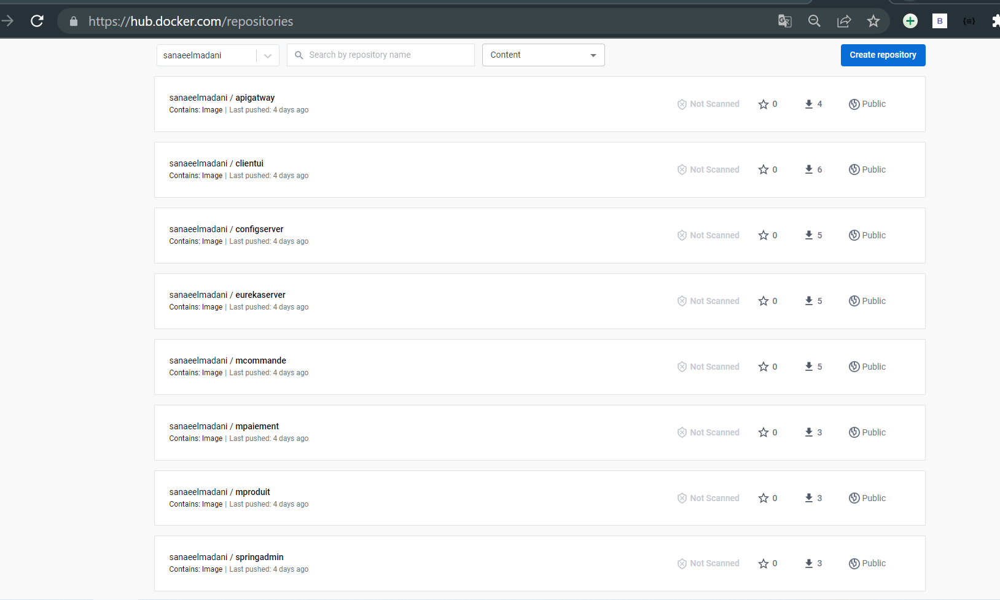 https://hub.docker.com/repositories
B
sanaeelmadani
Search by repository name
Content
Create repository
sanaeelmadani / apigatway
Contains: Image | Last pushed: 4 days ago
Not Scanned
0
4
Public
sanaeelmadani / clientui
Contains: Image | Last pushed: 4 days ago
Not Scanned
0
6
Public
sanaeelmadani / configserver
Contains: Image | Last pushed: 4 days ago
Not Scanned
0
5
Public
sanaeelmadani / eurekaserver
Contains: Image | Last pushed: 4 days ago
Not Scanned
0
5
Public
sanaeelmadani / mcommande
Contains: Image | Last pushed: 4 days ago
Not Scanned
0
5
Public
sanaeelmadani / mpaiement
Contains: Image | Last pushed: 4 days ago
Not Scanned
0
3
Public
sanaeelmadani / mproduit
Contains: Image | Last pushed: 4 days ago
Not Scanned
0
3
Public
sanaeelmadani / springadmin
Contains: Image | Last pushed: 4 days ago
Not Scanned
0
3
Public